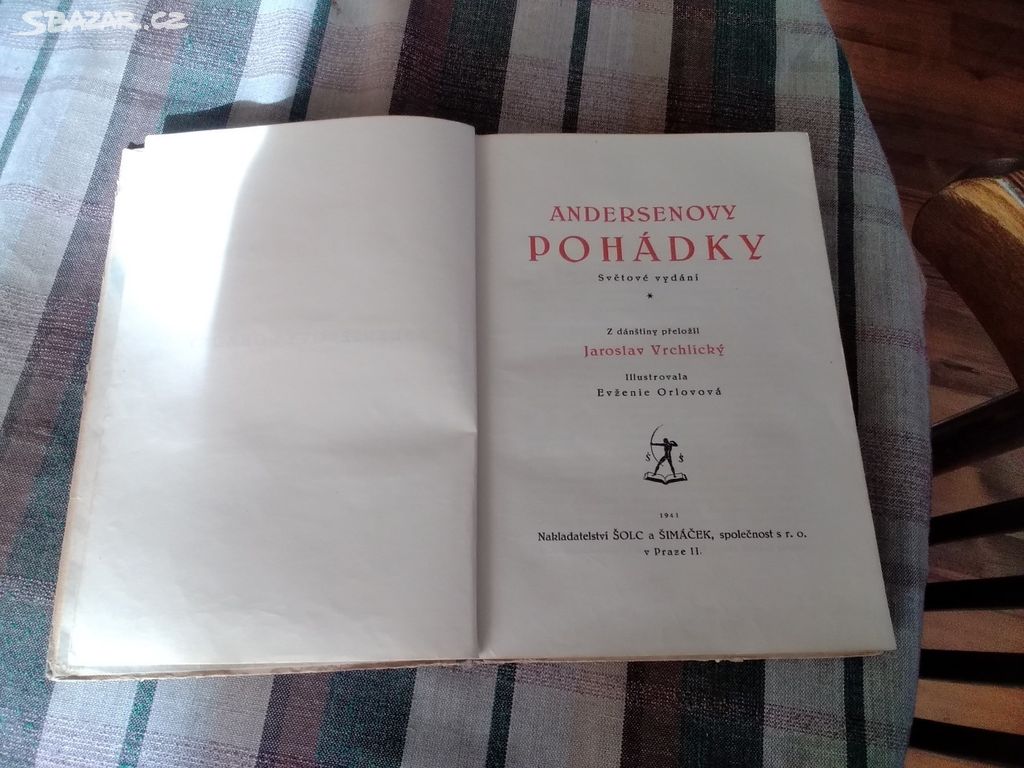 SBAZAR.CZ
ANDERSENOVY
POHÁDKY
Světové vydání
*
Z dánštiny přeložil
Jaroslav Vrchlický
Illustrovala
Evženie Orlovová
Š Š
1941
Nakladatelství ŠOLC a ŠIMÁČEK, společnost s r. o.
v Praze II.